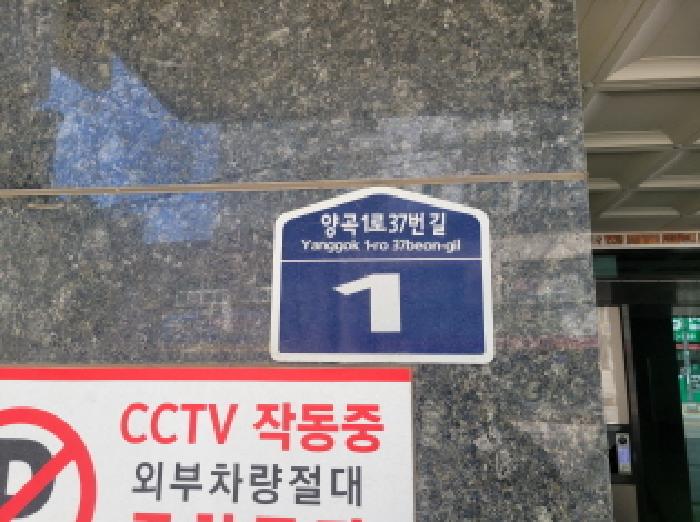 양곡1로37번길
Yanggok 1-ro 37beon-gil
1
CCTV 작동중
외부차량절대